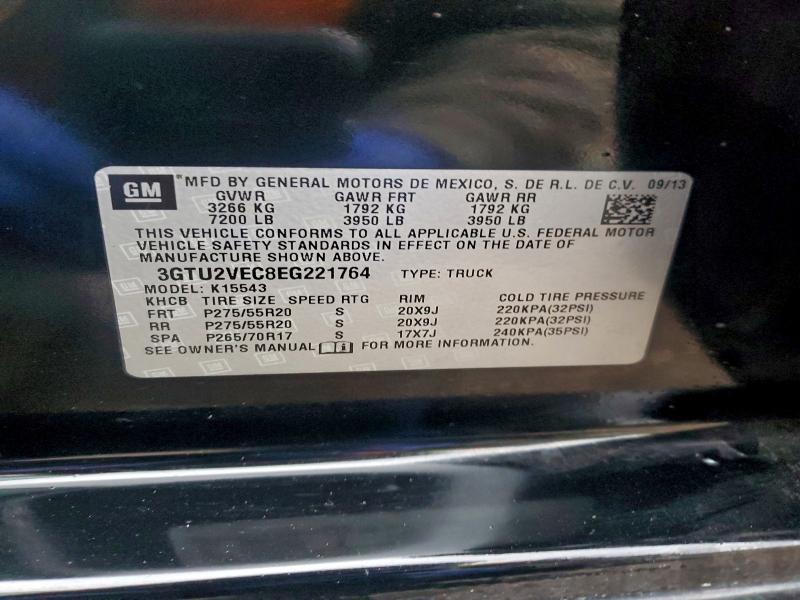 GM "MFD BY GENERAL MOTORS DE MEXICO, S. DE R.L. DE C.V. 09/13
GVWR GAWR FRT GAWR RR
3266 KG 1792 KG 1792 KG
7200 LB 3950 LB 3950 LB
THIS VEHICLE CONFORMS TO ALL APPLICABLE U.S. FEDERAL MOTOR
VEHICLE SAFETY STANDARDS IN EFFECT ON THE DATE OF
MANUFACTURE SHOWN ABOVE.
3GTU2VEC8EG221764 TYPE: TRUCK
MODEL: K15543
KHCB TIRE SIZE SPEED RTG RIM COLD TIRE PRESSURE
FRT P275/55R20 S 20X9J 220KPA(32PSI)
RR P275/55R20 S 20X9J 220KPA(32PSI)
SPA P265/70R17 S 17X7J 240KPA(35PSI)
SEE OWNER'S MANUAL FOR MORE INFORMATION.